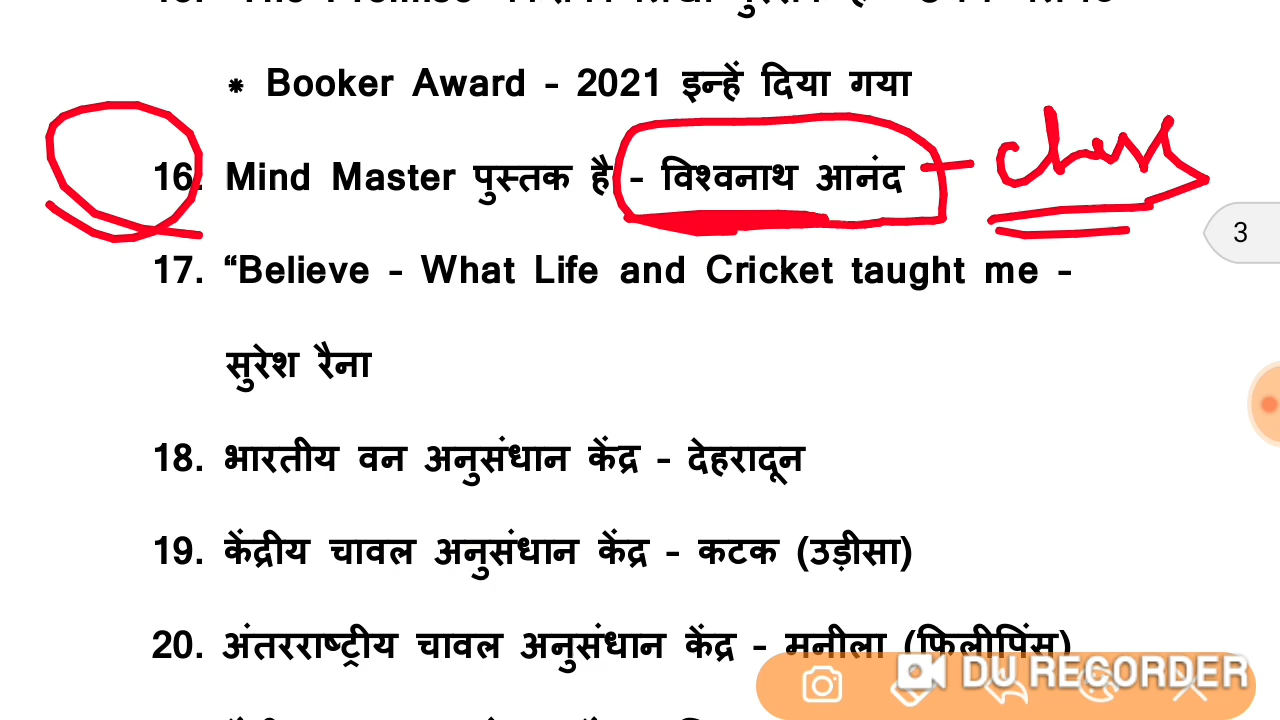 * Booker Award - 2021 इन्हें दिया गया
16. Mind Master पुस्तक है - विश्वनाथ आनंद - chess
17. “Believe - What Life and Cricket taught me -
सुरेश रैना
3
18. भारतीय वन अनुसंधान केंद्र - देहरादून
19. केंद्रीय चावल अनुसंधान केंद्र - कटक (उड़ीसा)
20. अंतरराष्ट्रीय चावल अनुसंधान केंद्र - मनीला (फिलीपिंस)
DU RECORDER